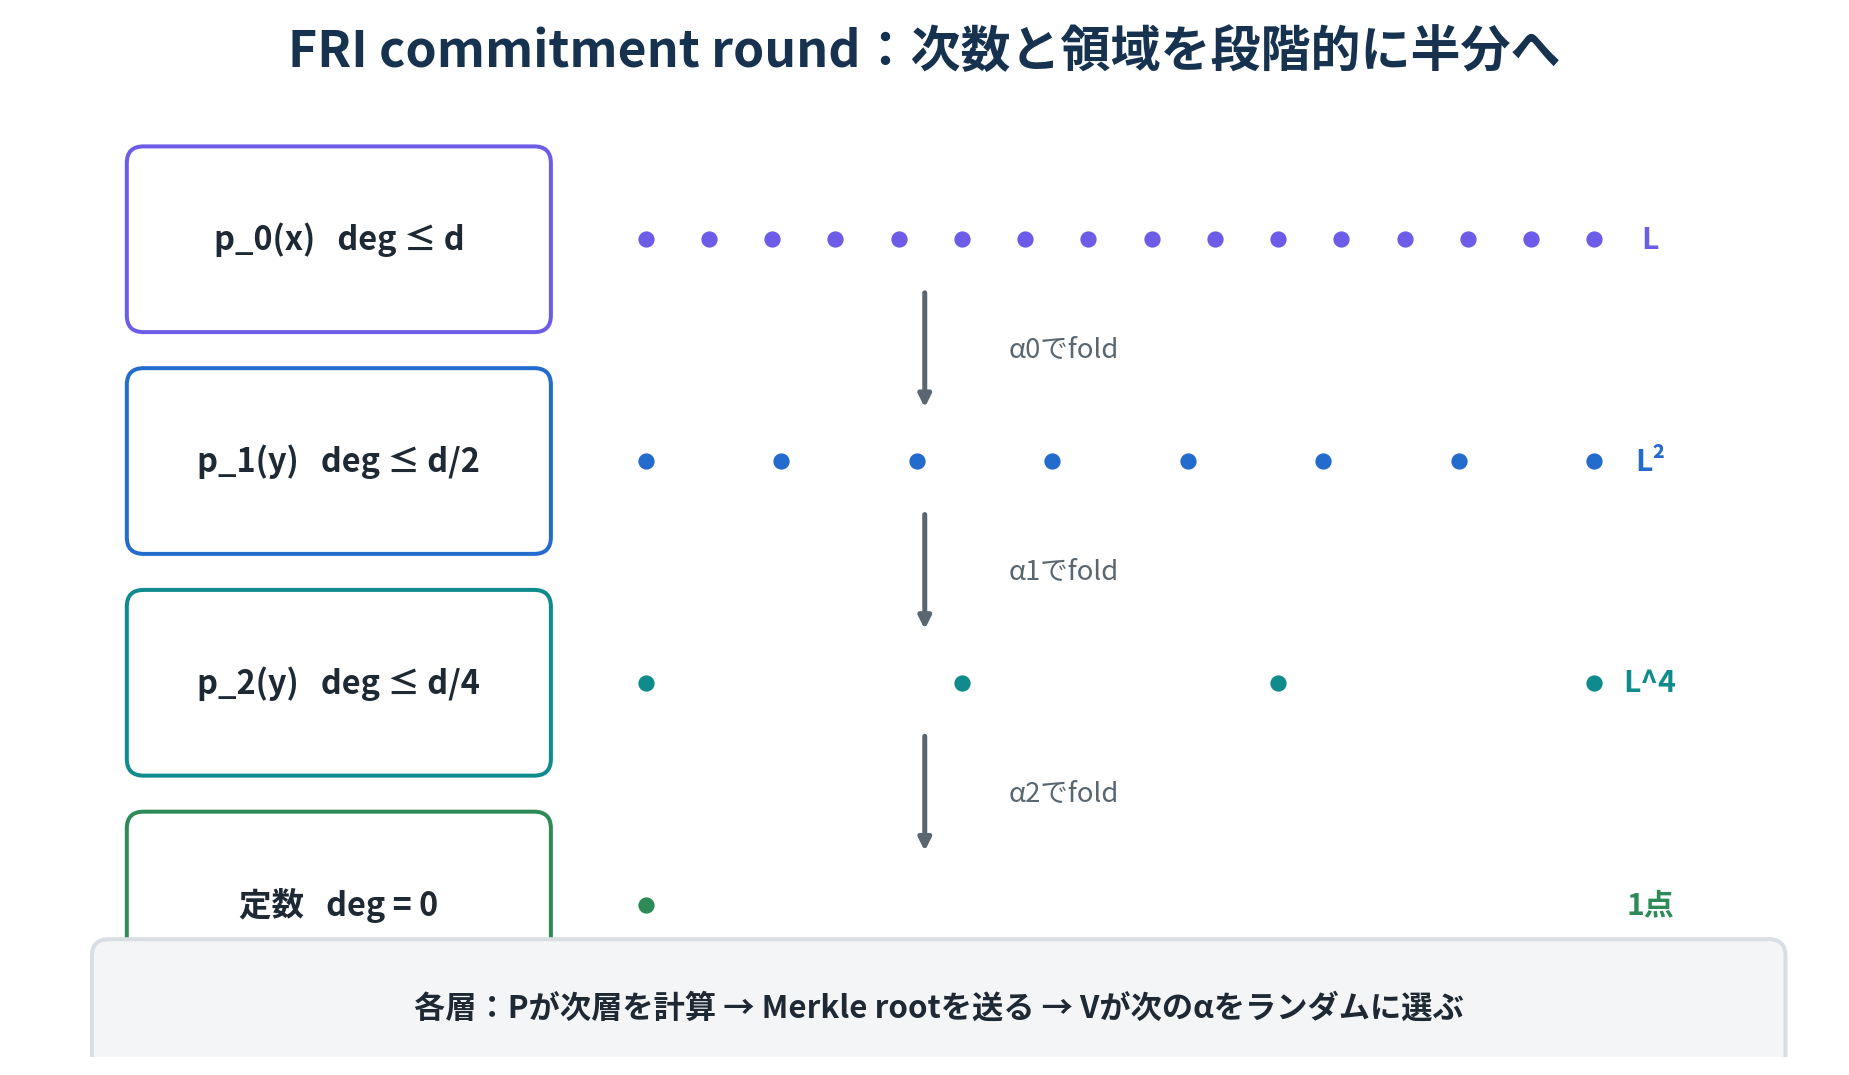 FRI commitment round：次数と領域を段階的に半分へ
p_0(x) deg ≤ d
L
α0でfold
p_1(y) deg ≤ d/2
L²
α1でfold
p_2(y) deg ≤ d/4
L^4
α2でfold
定数 deg = 0
1点
各層：Pが次層を計算 → Merkle rootを送る → Vが次のαをランダムに選ぶ